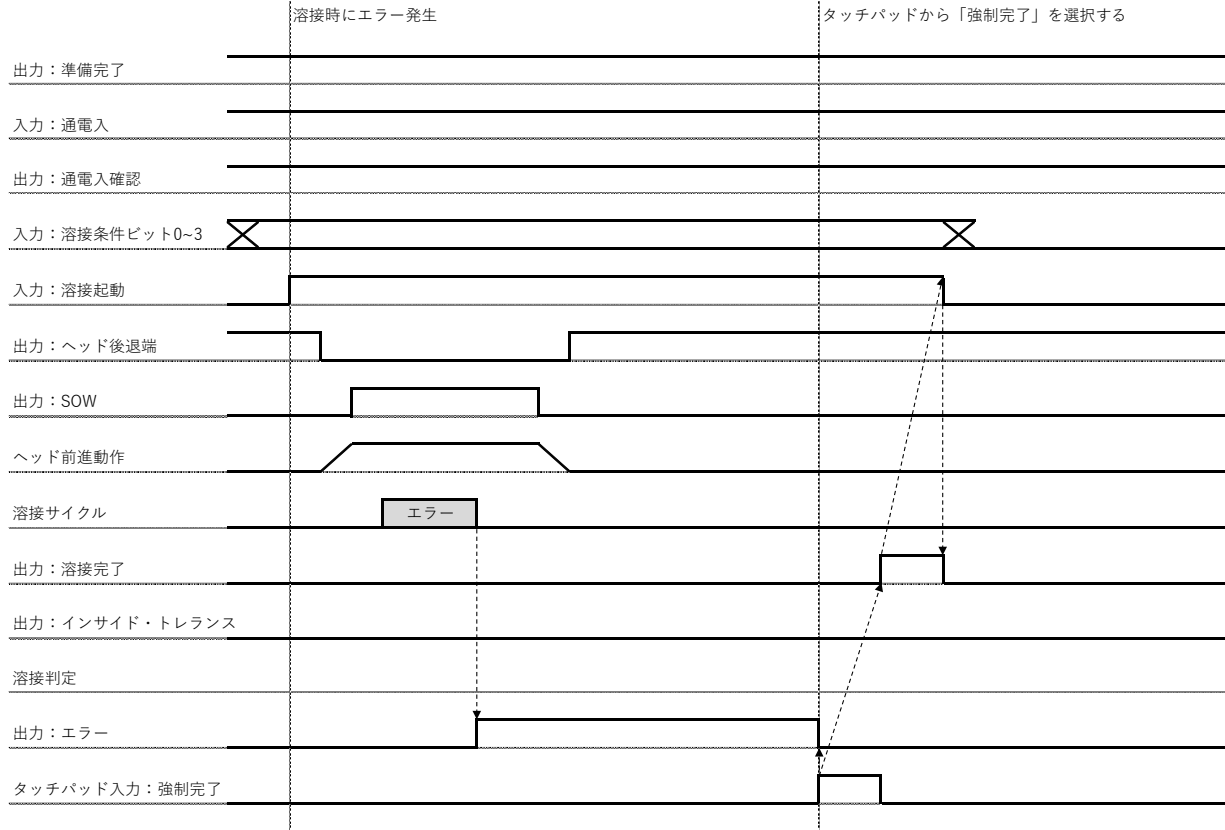 溶接時にエラー発生
タッチパッドから「強制完了」を選択する
出力：準備完了
入力：通電入
出力：通電入確認
入力：溶接条件ビット0~3
入力：溶接起動
出力：ヘッド後退端
出力：SOW
ヘッド前進動作
溶接サイクル
エラー
出力：溶接完了
出力：インサイド・トレランス
溶接判定
出力：エラー
タッチパッド入力：強制完了